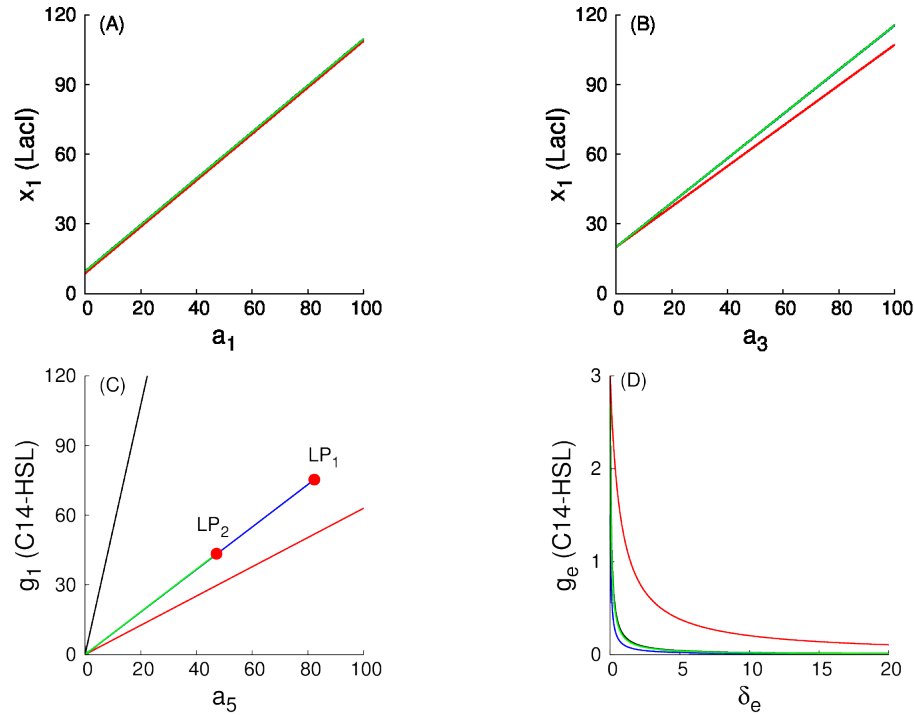 (A)
120
90
60
30
0
x₁ (LacI)
0 20 40 60 80 100
a₁
(B)
120
90
60
30
0
x₁ (LacI)
0 20 40 60 80 100
a₃
(C)
120
90
60
30
0
g₁ (C14-HSL)
LP₁
LP₂
0 20 40 60 80 100
a₅
(D)
3
2
1
0
gₑ (C14-HSL)
0 5 10 15 20
δₑ